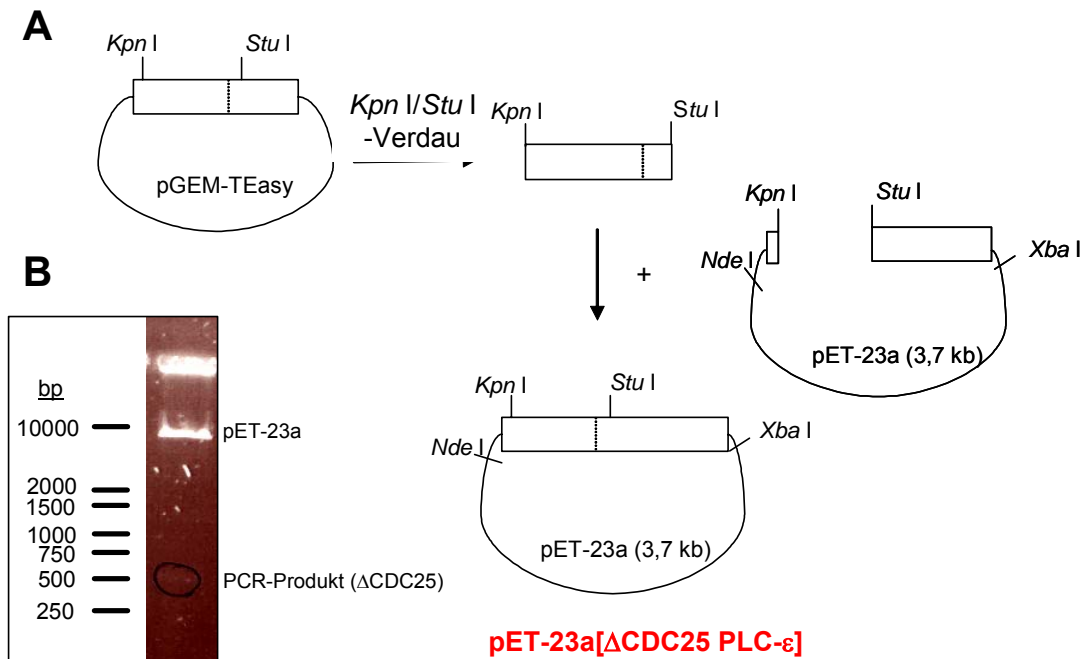 A
Kpn I
Stu I
pGEM-TEasy
Kpn I/Stu I
-Verdau
Kpn I
Stu I
+
Kpn I
Stu I
Nde I
Xba I
pET-23a (3,7 kb)
B
bp
10000
2000
1500
1000
750
500
250
pET-23a
PCR-Produkt (ΔCDC25)
Kpn I
Stu I
Nde I
Xba I
pET-23a (3,7 kb)
pET-23a[ΔCDC25 PLC-ε]